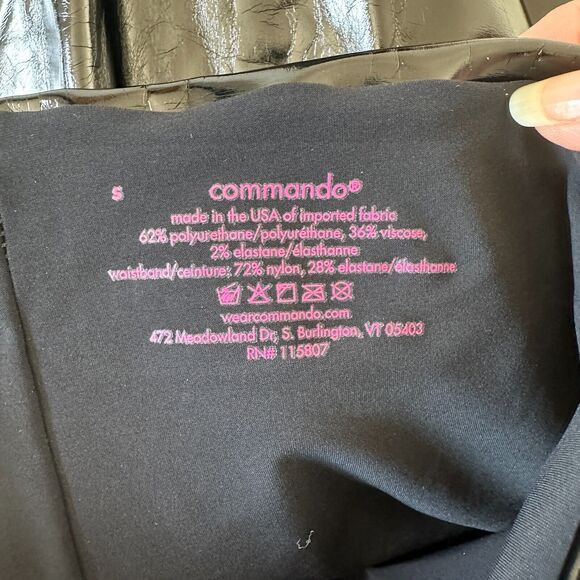 S commando®
made in the USA of imported fabric
62% polyurethane/polyuréthane, 36% viscose,
2% elastane/élasthanne
waistband/ceinture: 72% nylon, 28% elastane/élasthanne
wearcommando.com
472 Meadowland Dr, S. Burlington, VT 05403
RN# 115807